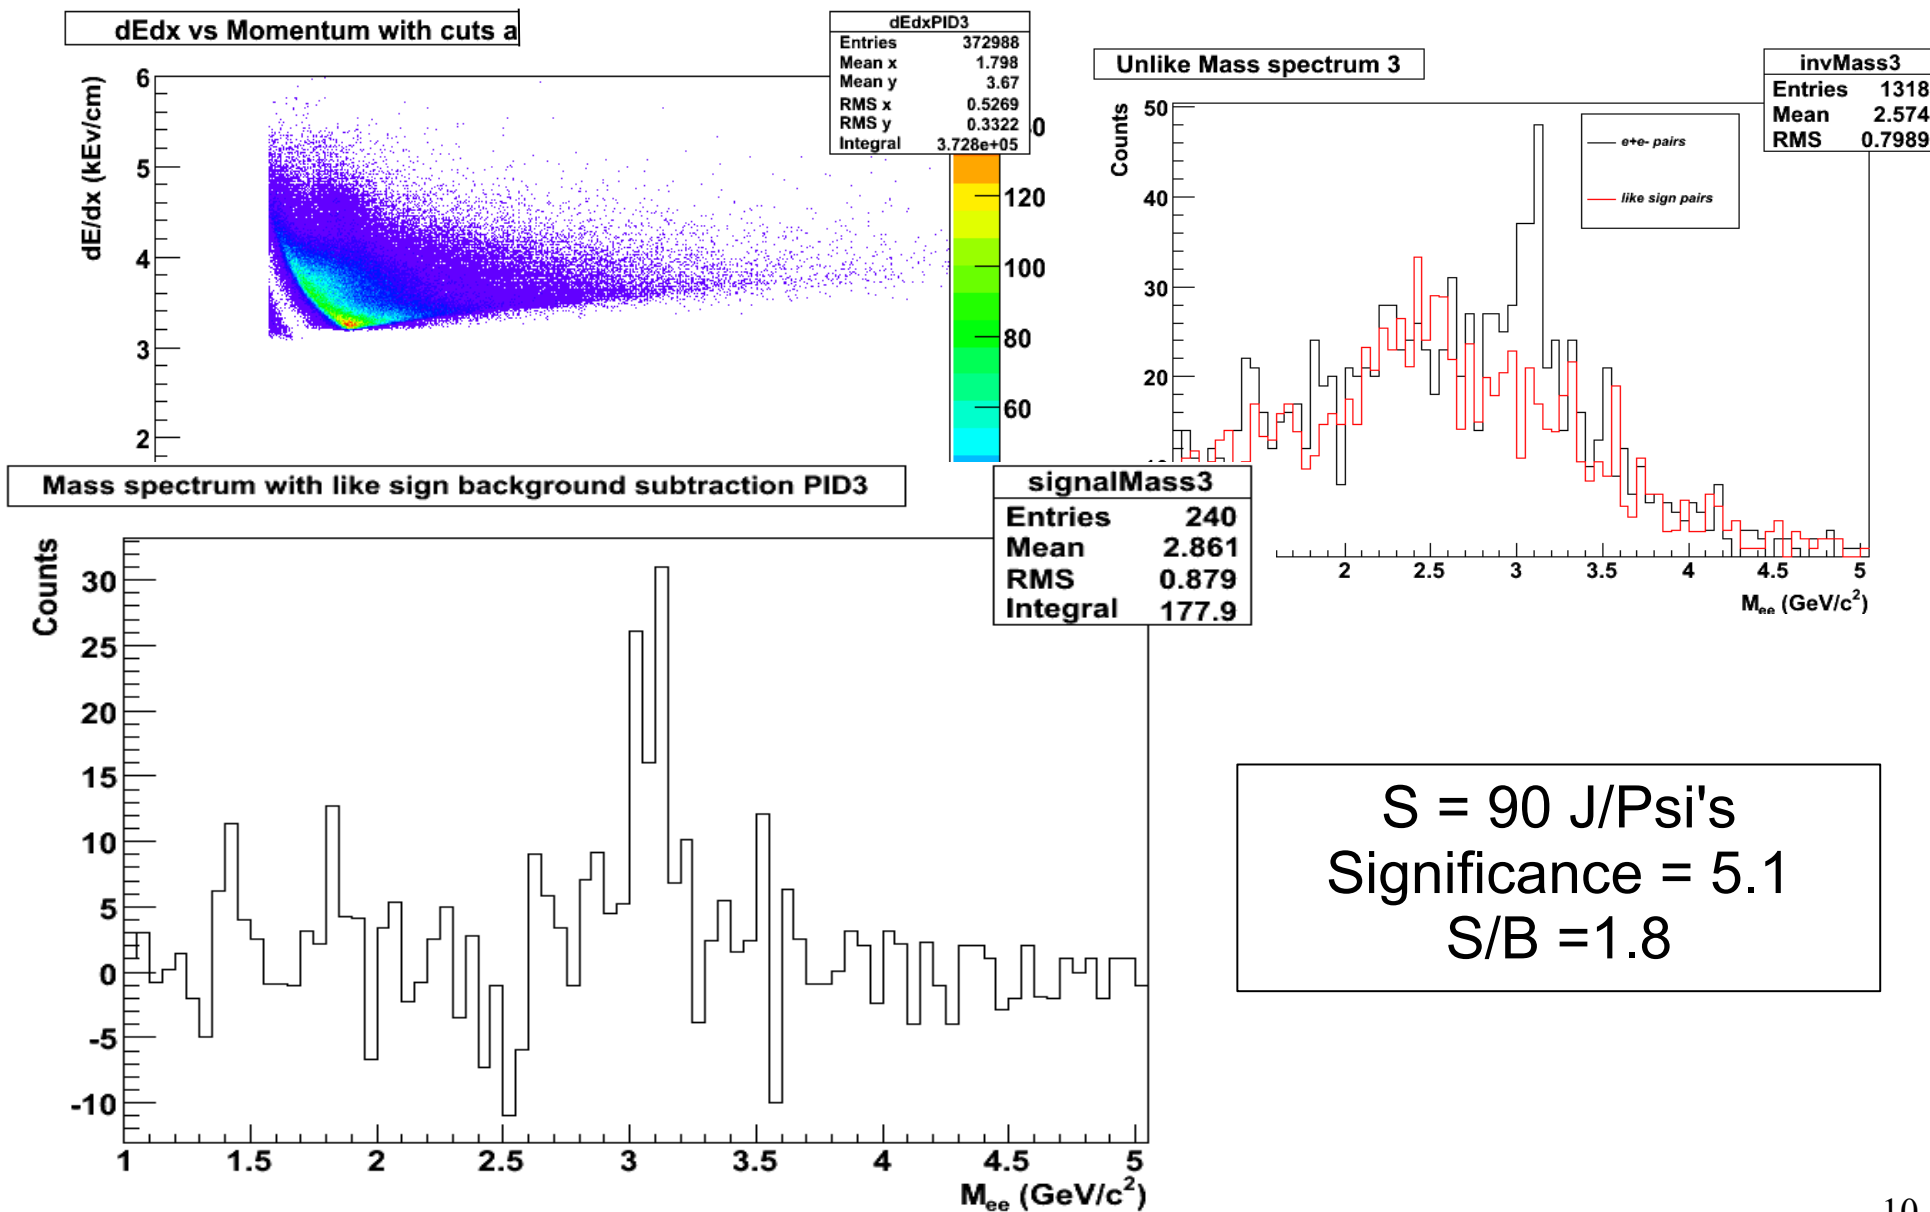 dEdx vs Momentum with cuts a
dEdxPID3
Entries 372988
Mean x 1.798
Mean y 3.67
RMS x 0.5269
RMS y 0.3322
Integral 3.728e+05
dE/dx (kEv/cm)
6
5
4
3
2
120
100
80
60
Unlike Mass spectrum 3
invMass3
Entries 1318
Mean 2.574
RMS 0.7989
Counts
50
40
30
20
e+e- pairs
like sign pairs
2 2.5 3 3.5 4 4.5 5
Mee (GeV/c2)
Mass spectrum with like sign background subtraction PID3
signalMass3
Entries 240
Mean 2.861
RMS 0.879
Integral 177.9
Counts
30
25
20
15
10
5
0
-5
-10
1 1.5 2 2.5 3 3.5 4 4.5 5
Mee (GeV/c2)
S = 90 J/Psi's
Significance = 5.1
S/B =1.8
10